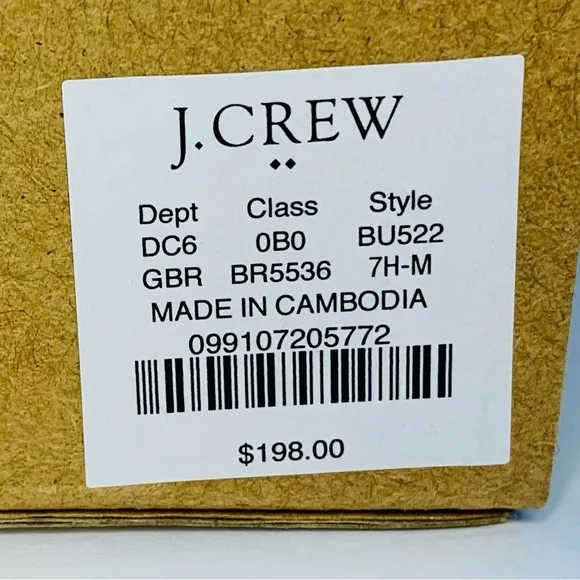 J.CREW
Dept Class Style
DC6 0B0 BU522
GBR BR5536 7H-M
MADE IN CAMBODIA
099107205772
$198.00